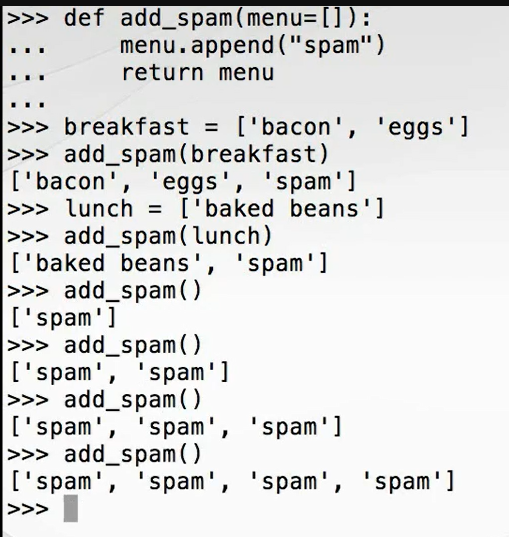 >>> def add_spam(menu=[]):
...     menu.append("spam")
...     return menu
...
>>> breakfast = ['bacon', 'eggs']
>>> add_spam(breakfast)
['bacon', 'eggs', 'spam']
>>> lunch = ['baked beans']
>>> add_spam(lunch)
['baked beans', 'spam']
>>> add_spam()
['spam']
>>> add_spam()
['spam', 'spam']
>>> add_spam()
['spam', 'spam', 'spam']
>>> add_spam()
['spam', 'spam', 'spam', 'spam']
>>>